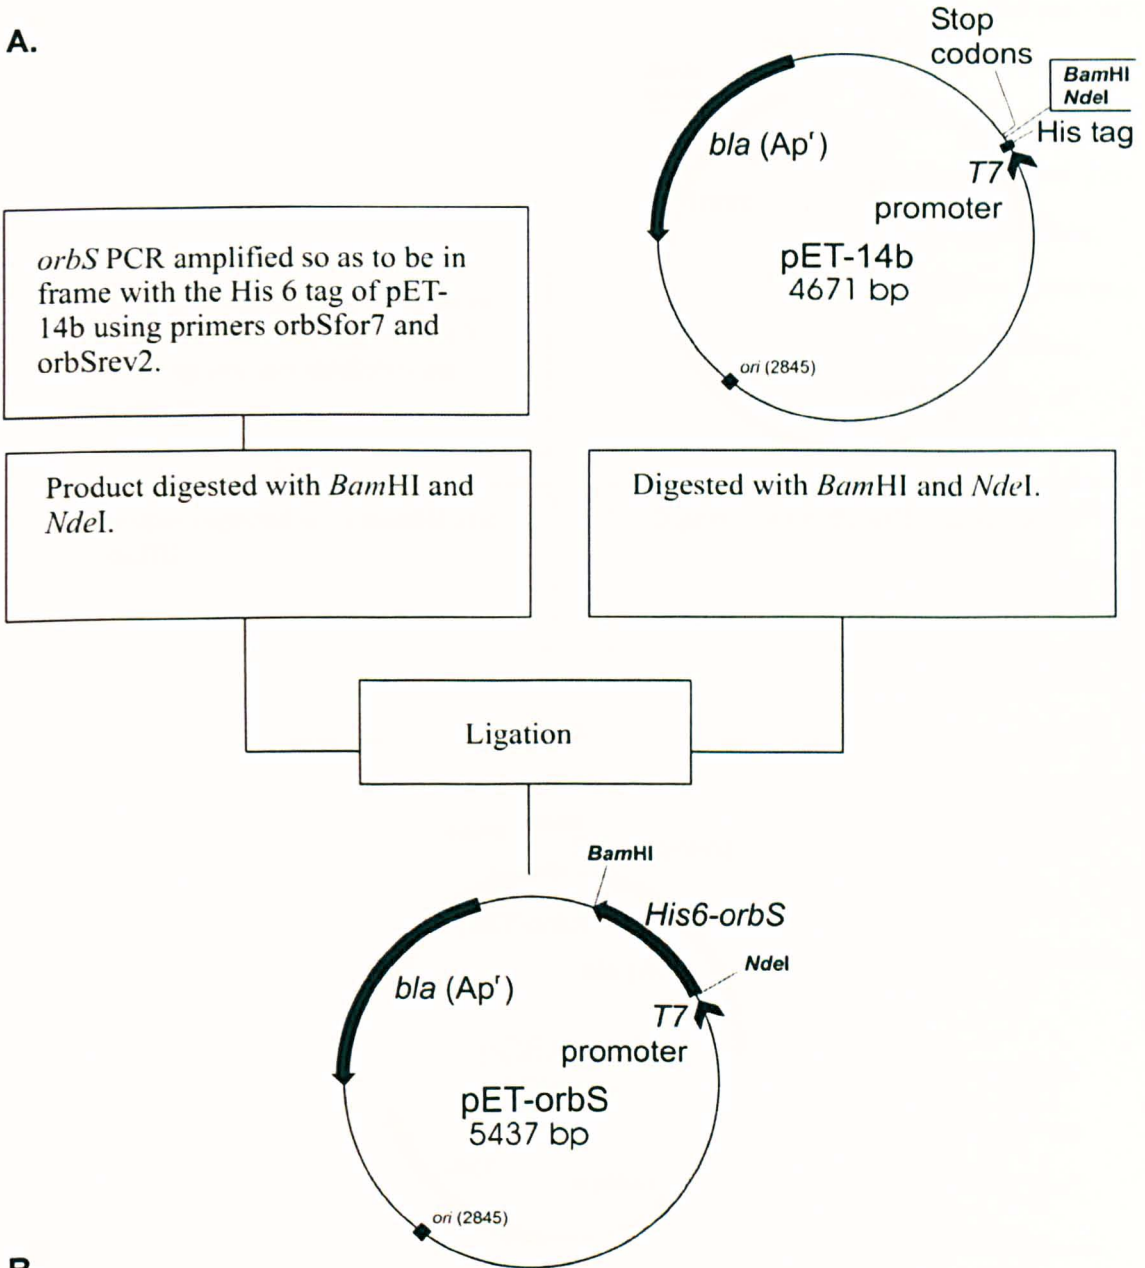 A.
Stop
codons
BamHI
NdeI
His tag
bla (Apʳ)
T7
promoter
pET-14b
4671 bp
ori (2845)
orbS PCR amplified so as to be in
frame with the His 6 tag of pET-
14b using primers orbSfor7 and
orbSrev2.
Product digested with BamHI and
NdeI.
Digested with BamHI and NdeI.
Ligation
BamHI
His6-orbS
NdeI
bla (Apʳ)
T7
promoter
pET-orbS
5437 bp
ori (2845)